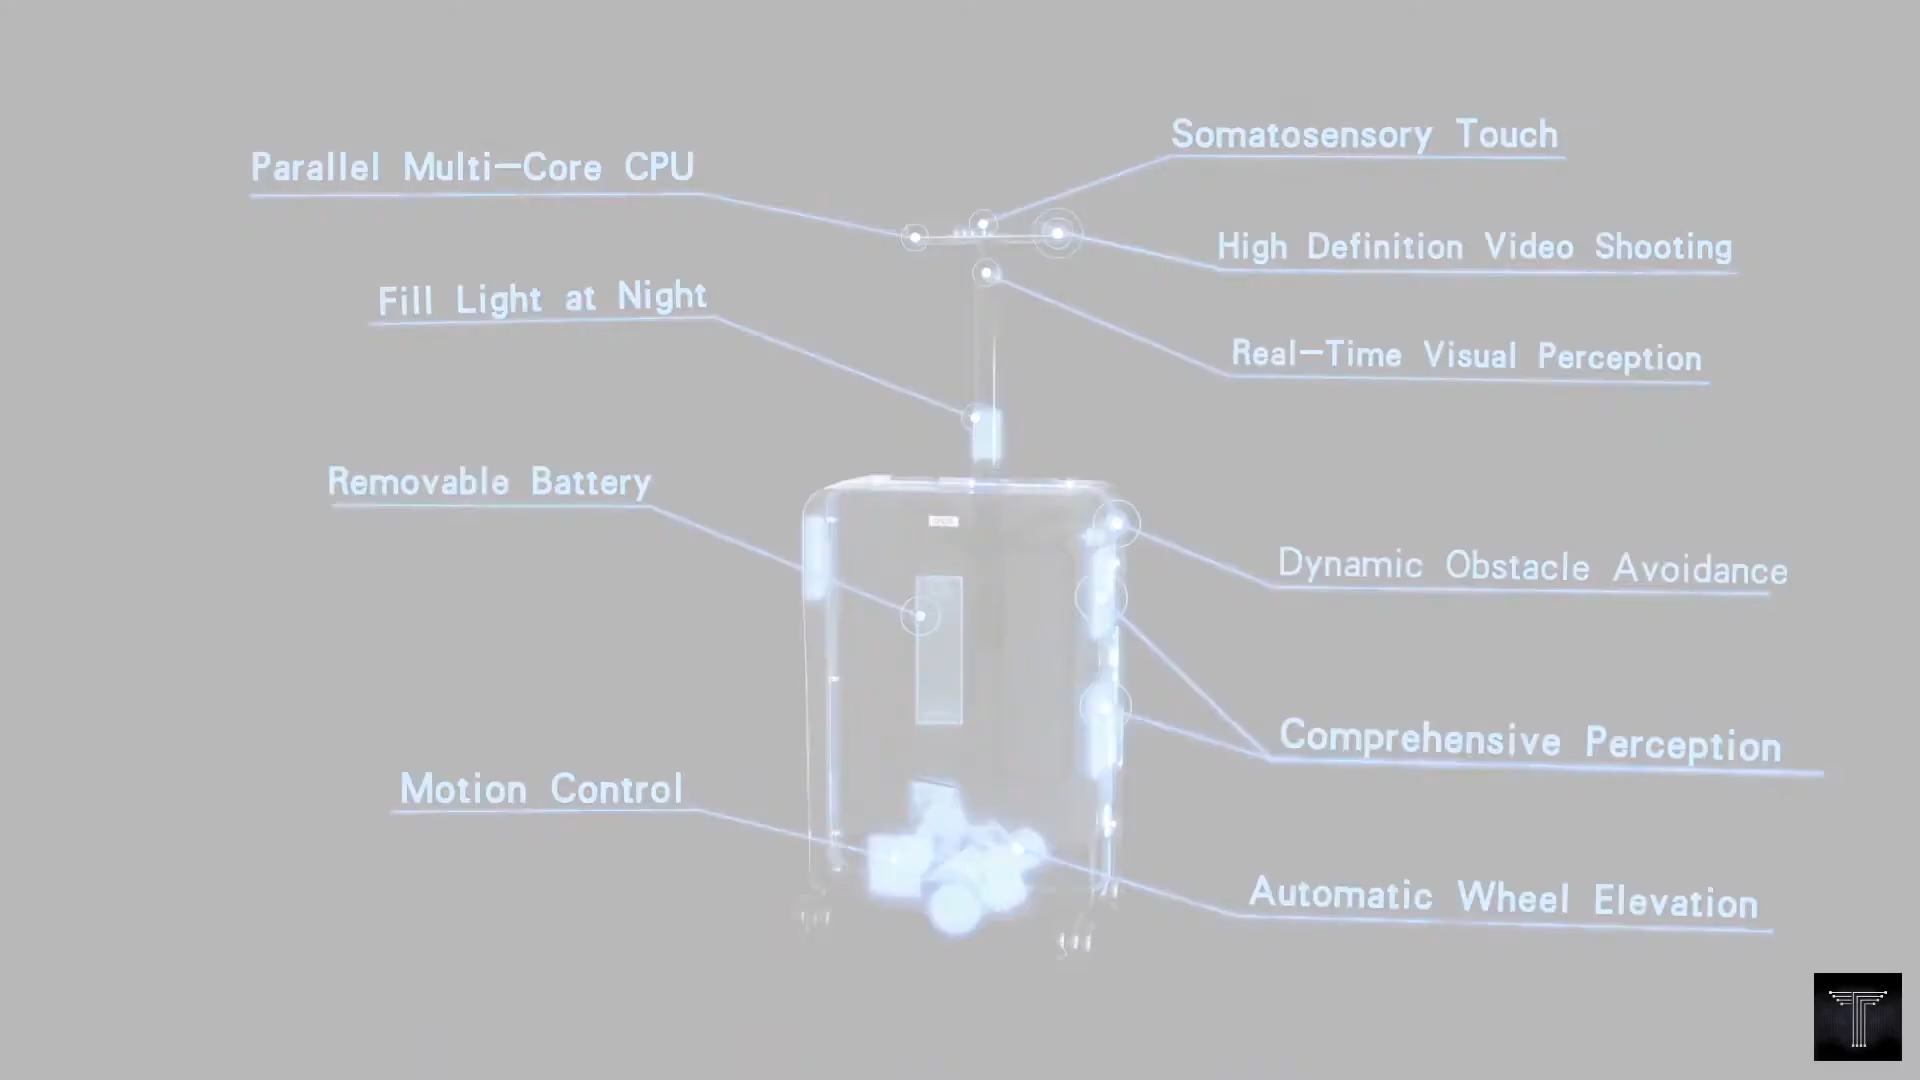 Somatosensory Touch
Parallel Multi-Core CPU
High Definition Video Shooting
Fill Light at Night
Real-Time Visual Perception
Removable Battery
Dynamic Obstacle Avoidance
Comprehensive Perception
Motion Control
Automatic Wheel Elevation